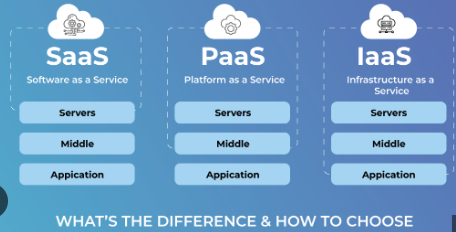 SaaS
Software as a Service
Servers
Middle
Appication
PaaS
Platform as a Service
Servers
Middle
Appication
IaaS
Infrastructure as a
Service
Servers
Middle
Appication
WHAT'S THE DIFFERENCE & HOW TO CHOOSE